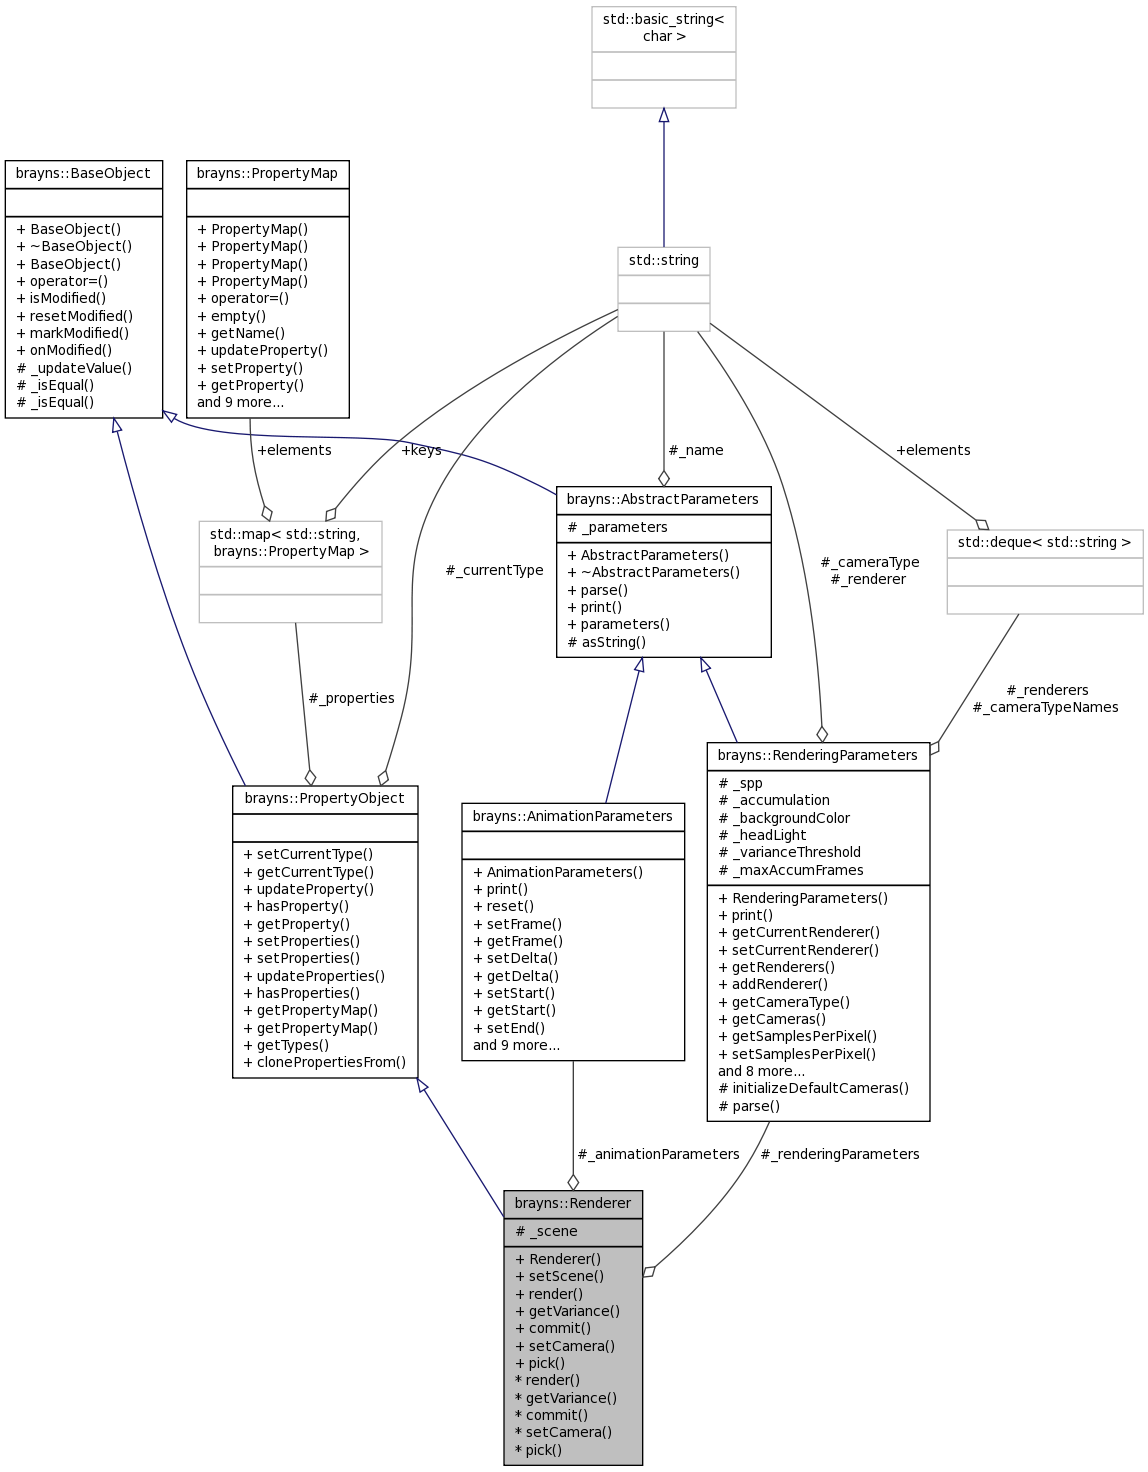 std::basic_string<
char >
brayns::BaseObject
+ BaseObject()
+ ~BaseObject()
+ BaseObject()
+ operator=()
+ isModified()
+ resetModified()
+ markModified()
+ onModified()
# _updateValue()
# _isEqual()
# _isEqual()
brayns::PropertyMap
+ PropertyMap()
+ PropertyMap()
+ PropertyMap()
+ PropertyMap()
+ operator=()
+ empty()
+ getName()
+ updateProperty()
+ setProperty()
+ getProperty()
and 9 more...
std::string
+elements
+keys
#_name
+elements
std::map< std::string,
brayns::PropertyMap >
#_currentType
brayns::AbstractParameters
# _parameters
+ AbstractParameters()
+ ~AbstractParameters()
+ parse()
+ print()
+ parameters()
# asString()
#_cameraType
#_renderer
std::deque< std::string >
#_properties
#_renderers
#_cameraTypeNames
brayns::PropertyObject
+ setCurrentType()
+ getCurrentType()
+ updateProperty()
+ hasProperty()
+ getProperty()
+ setProperties()
+ setProperties()
+ updateProperties()
+ hasProperties()
+ getPropertyMap()
+ getPropertyMap()
+ getTypes()
+ clonePropertiesFrom()
brayns::AnimationParameters
+ AnimationParameters()
+ print()
+ reset()
+ setFrame()
+ getFrame()
+ setDelta()
+ getDelta()
+ setStart()
+ getStart()
+ setEnd()
and 9 more...
brayns::RenderingParameters
# _spp
# _accumulation
# _backgroundColor
# _headLight
# _varianceThreshold
# _maxAccumFrames
+ RenderingParameters()
+ print()
+ getCurrentRenderer()
+ setCurrentRenderer()
+ getRenderers()
+ addRenderer()
+ getCameraType()
+ getCameras()
+ getSamplesPerPixel()
+ setSamplesPerPixel()
and 8 more...
# initializeDefaultCameras()
# parse()
#_animationParameters
#_renderingParameters
brayns::Renderer
# _scene
+ Renderer()
+ setScene()
+ render()
+ getVariance()
+ commit()
+ setCamera()
+ pick()
* render()
* getVariance()
* commit()
* setCamera()
* pick()